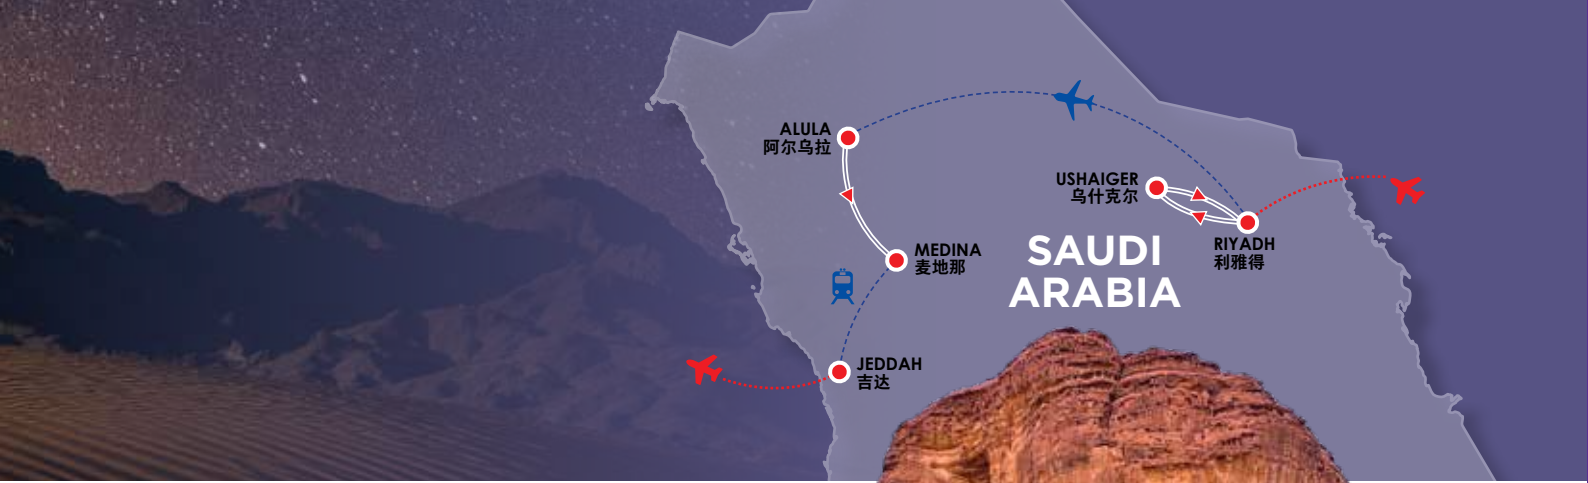 ALULA
阿尔乌拉
USHAIGER
乌什克尔
RIYADH
利雅得
MEDINA
麦地那
SAUDI
ARABIA
JEDDAH
吉达